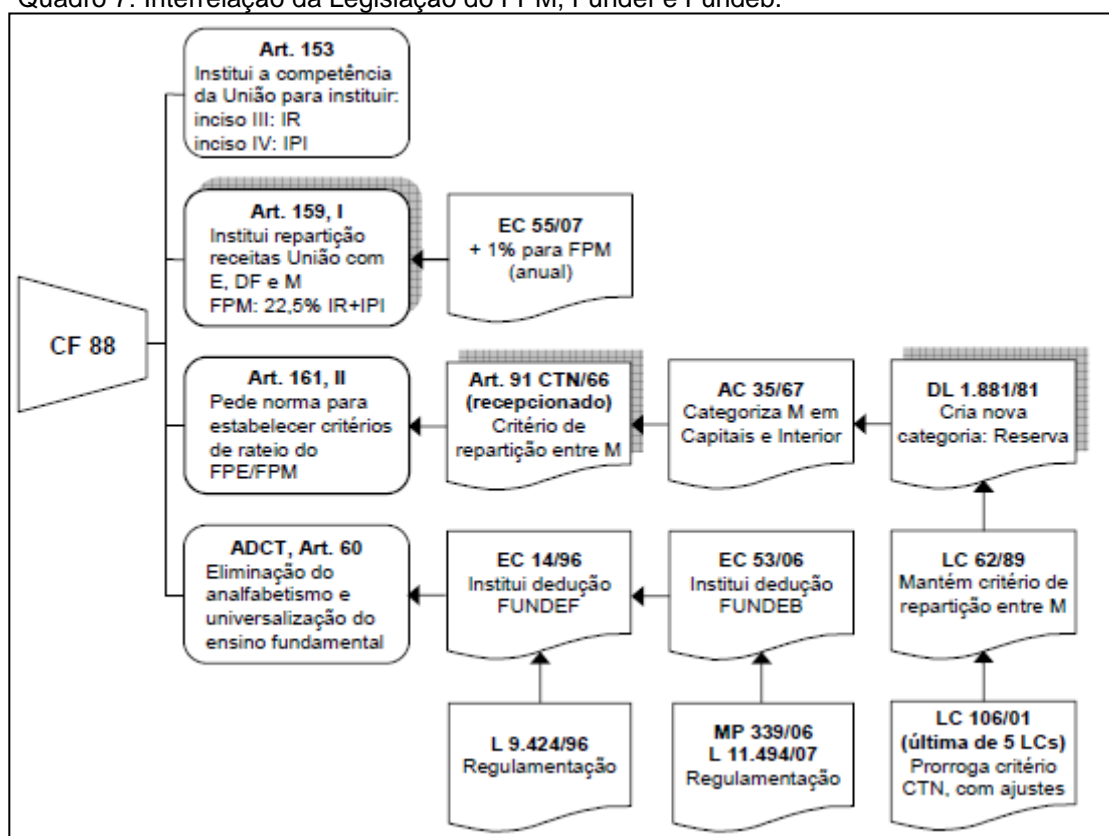 Quadro 7: Interrelação da Legislação do FPM, Fundef e Fundeb.
CF 88
Art. 153
Institui a competência
da União para instituir:
inciso III: IR
inciso IV: IPI
Art. 159, I
Institui repartição
receitas União com
E, DF e M
FPM: 22,5% IR+IPI
EC 55/07
+ 1% para FPM
(anual)
Art. 161, II
Pede norma para
estabelecer critérios
de rateio do
FPE/FPM
Art. 91 CTN/66
(recepcionado)
Critério de
repartição entre M
AC 35/67
Categoriza M em
Capitais e Interior
DL 1.881/81
Cria nova
categoria: Reserva
ADCT, Art. 60
Eliminação do
analfabetismo e
universalização do
ensino fundamental
EC 14/96
Institui dedução
FUNDEF
EC 53/06
Institui dedução
FUNDEB
LC 62/89
Mantém critério de
repartição entre M
L 9.424/96
Regulamentação
MP 339/06
L 11.494/07
Regulamentação
LC 106/01
(última de 5 LCs)
Prorroga critério
CTN, com ajustes